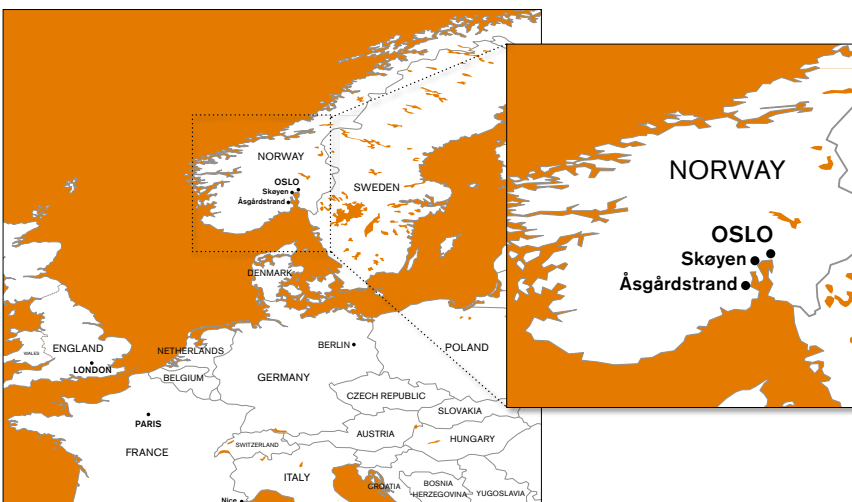 NORWAY
OSLO
Skøyen
Åsgårdstrand
SWEDEN
DENMARK
WALES
ENGLAND
LONDON
NETHERLANDS
BELGIUM
BERLIN
GERMANY
POLAND
CZECH REPUBLIC
SLOVAKIA
PARIS
FRANCE
SWITZERLAND
AUSTRIA
HUNGARY
ITALY
CROATIA
BOSNIA
-HERZEGOVINA
YUGOSLAVIA
Nice
NORWAY
OSLO
Skøyen
Åsgårdstrand